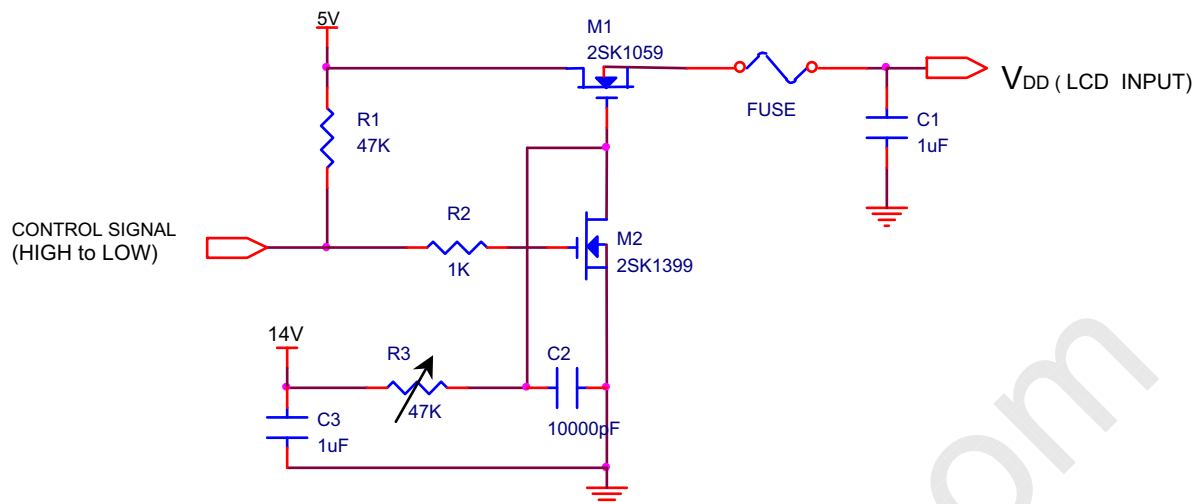 5V
M1
2SK1059
R1
47K
FUSE
VDD ( LCD INPUT)
C1
1uF
CONTROL SIGNAL
(HIGH to LOW)
R2
1K
M2
2SK1399
14V
R3
47K
C2
10000pF
C3
1uF
om